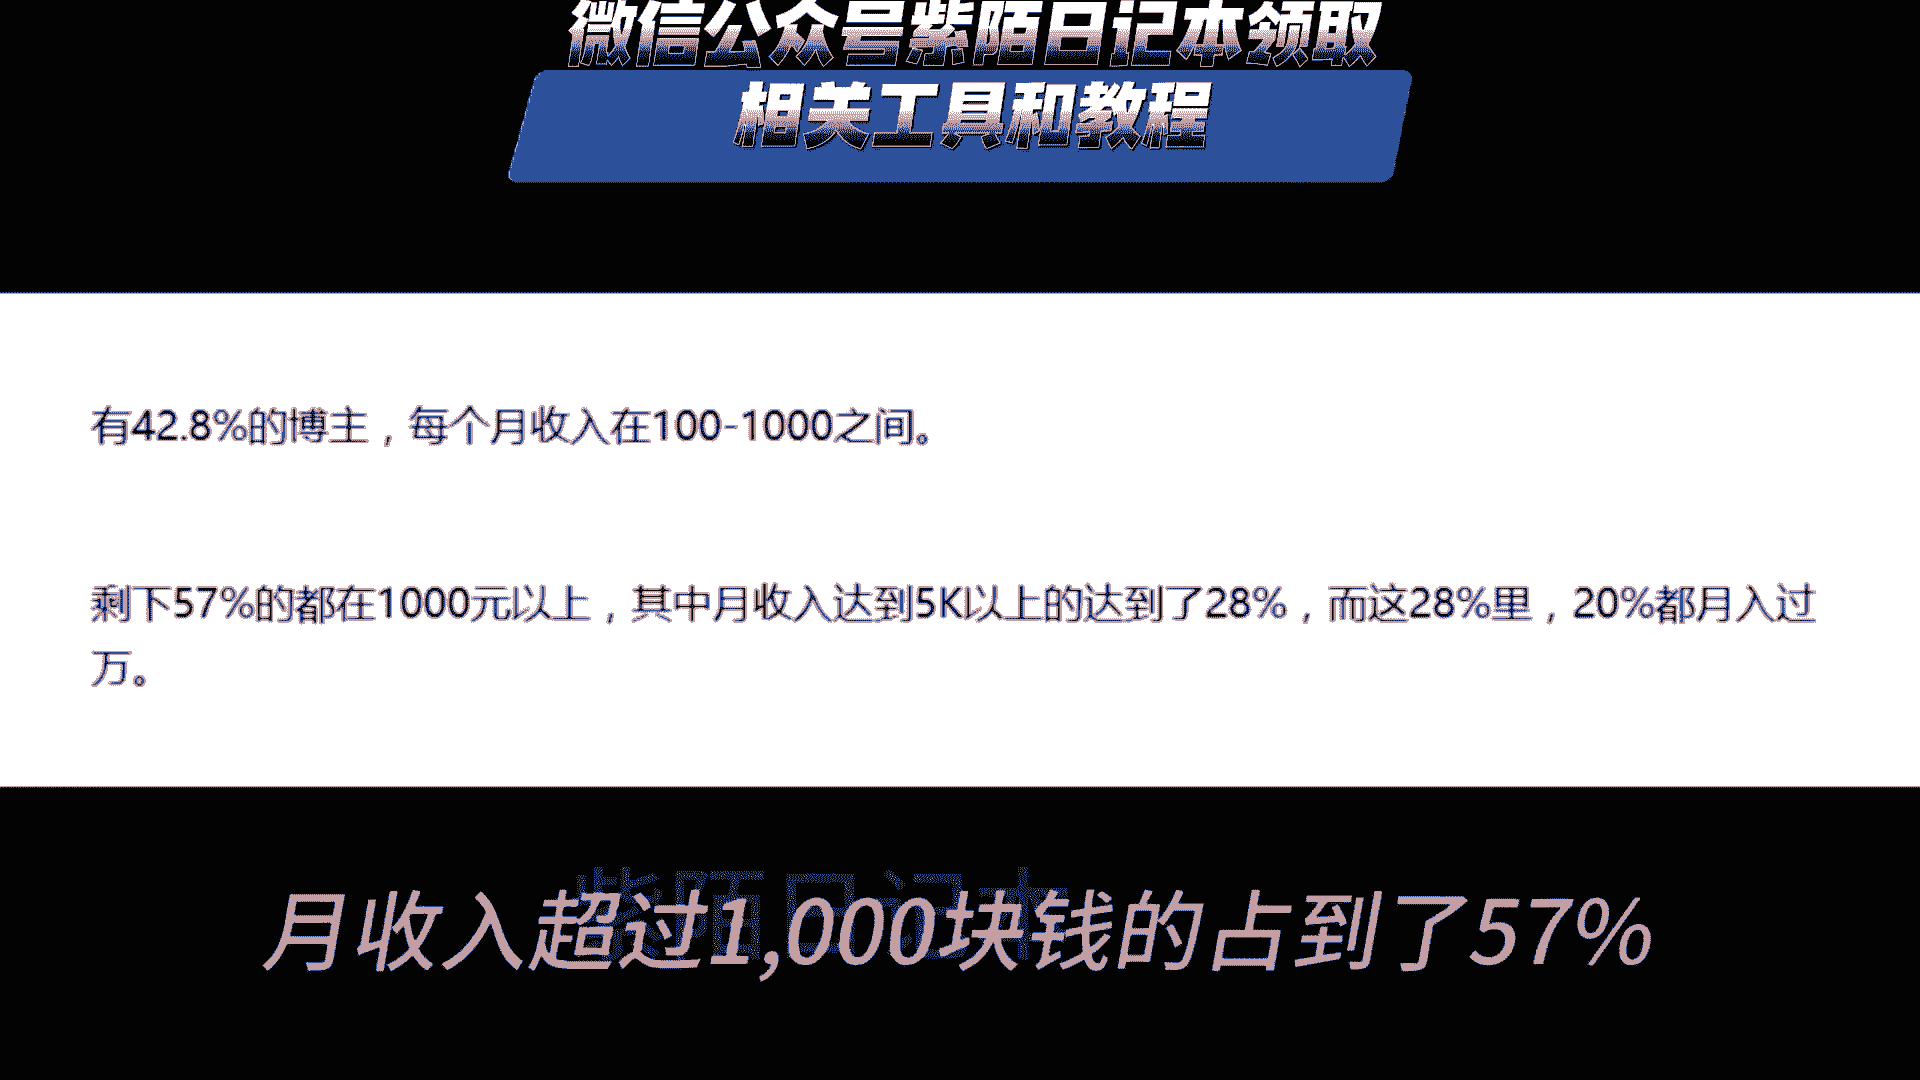 微信公众号紫陌日记本领取
相关工具和教程
有42.8%的博主，每个月收入在100-1000之间。
剩下57%的都在1000元以上，其中月收入达到5K以上的达到了28%，而这28%里，20%都月入过
万。
紫陌日记本
月收入超过1,000块钱的占到了57%